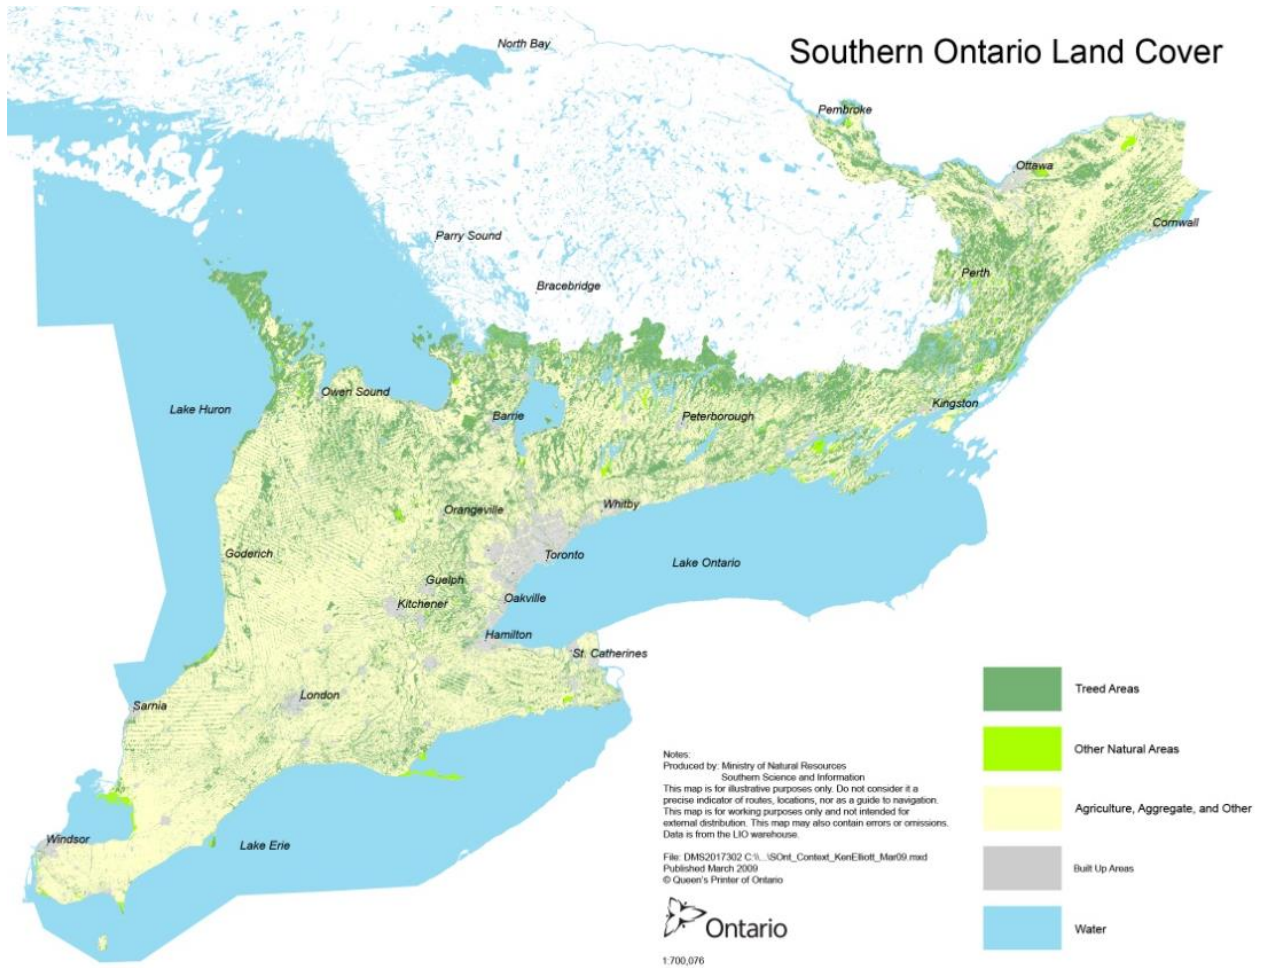 Southern Ontario Land Cover
North Bay
Pembroke
Ottawa
Cornwall
Parry Sound
Perth
Bracebridge
Owen Sound
Lake Huron
Barrie
Peterborough
Kingston
Orangeville
Whitby
Goderich
Toronto
Lake Ontario
Guelph
Kitchener
Oakville
Hamilton
St. Catherines
London
Sarnia
Windsor
Lake Erie
Treed Areas
Other Natural Areas
Agriculture, Aggregate, and Other
Built Up Areas
Water
Notes:
Produced by: Ministry of Natural Resources
Southern Science and Information
This map is for illustrative purposes only. Do not consider it a
precise indicator of routes, locations, nor as a guide to navigation.
This map is for working purposes only and not intended for
external distribution. This map may also contain errors or omissions.
Data is from the LIO warehouse.
File: DMS2017302 C:\\...\SOnt_Context_KenElliott_Mar09.mxd
Published March 2009
© Queen's Printer of Ontario
Ontario
1:700,076